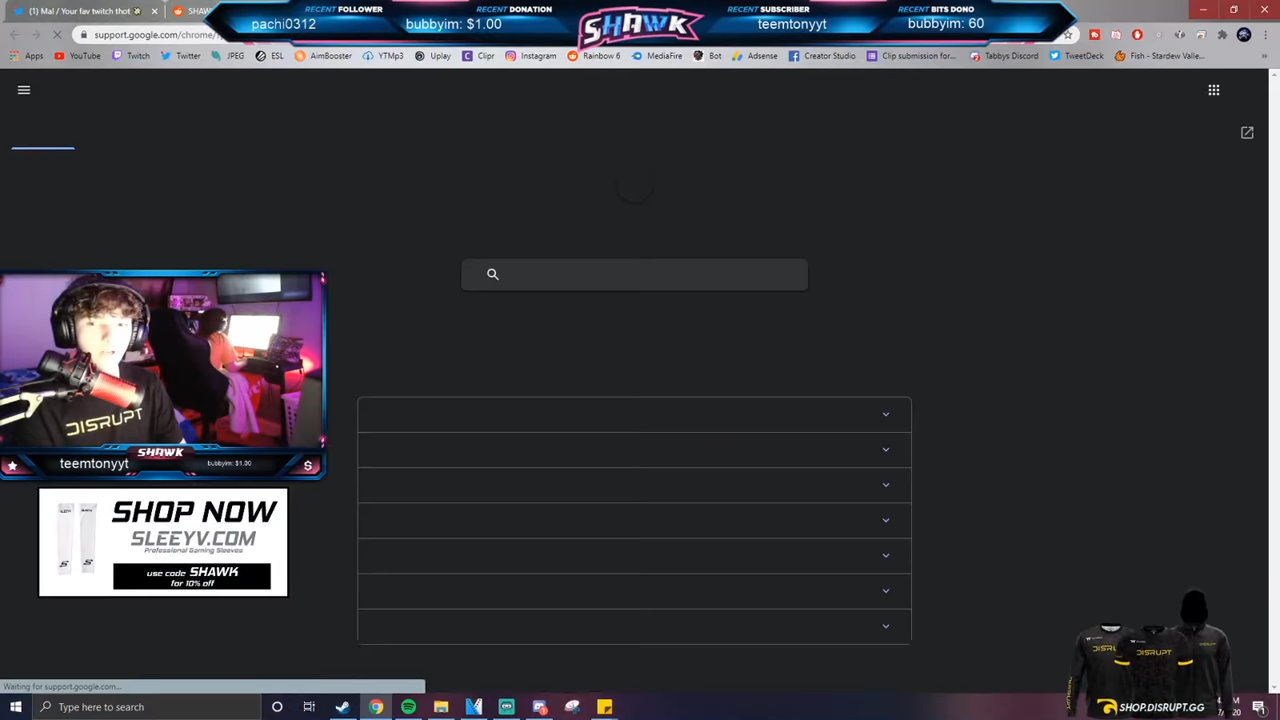 (1) Mal / Your fav twitch thot
SHAW
RECENT FOLLOWER
pachi0312
RECENT DONATION
bubbyim: $1.00
SHAWK
RECENT SUBSCRIBER
teemtonyyt
RECENT BITS DONO
bubbyim: 60
support.google.com/chrome/
Apps
YouTube
Twitch
Twitter
JPEG
ESL
AimBooster
YTMp3
Uplay
Clipr
Instagram
Rainbow 6
MediaFire
Bot
Adsense
Creator Studio
Clip submission for...
Tabbys Discord
TweetDeck
Fish - Stardew Valle...
DISRUPT
SHAWK
teemtonyyt
bubbyim: $1.00
$
SHOP NOW
SLEEYV.COM
Professional Gaming Sleeves
use code SHAWK
for 10% off
DISRUPT
SHOP.DISRUPT.GG
Waiting for support.google.com...
Type here to search